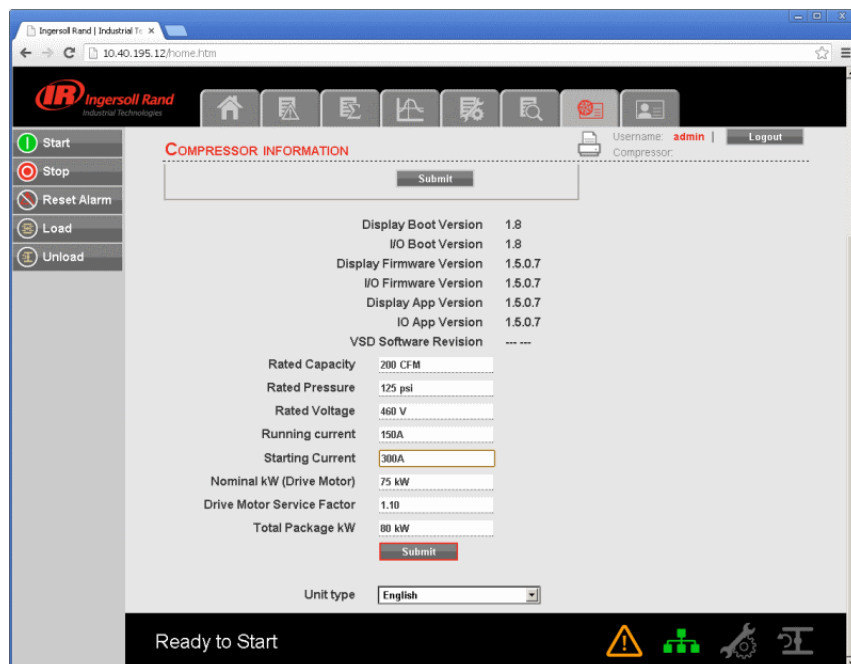 Ingersoll Rand | Industrial Te
10.40.195.12/home.htm
IR Ingersoll Rand
Industrial Technologies
Username: admin | Logout
Compressor:
COMPRESSOR INFORMATION
Start
Stop
Reset Alarm
Load
Unload
Submit
Display Boot Version 1.8
I/O Boot Version 1.8
Display Firmware Version 1.5.0.7
I/O Firmware Version 1.5.0.7
Display App Version 1.5.0.7
IO App Version 1.5.0.7
VSD Software Revision --- ---
Rated Capacity 200 CFM
Rated Pressure 125 psi
Rated Voltage 460 V
Running current 150A
Starting Current 300A
Nominal kW (Drive Motor) 75 kW
Drive Motor Service Factor 1.10
Total Package kW 80 kW
Submit
Unit type English
Ready to Start